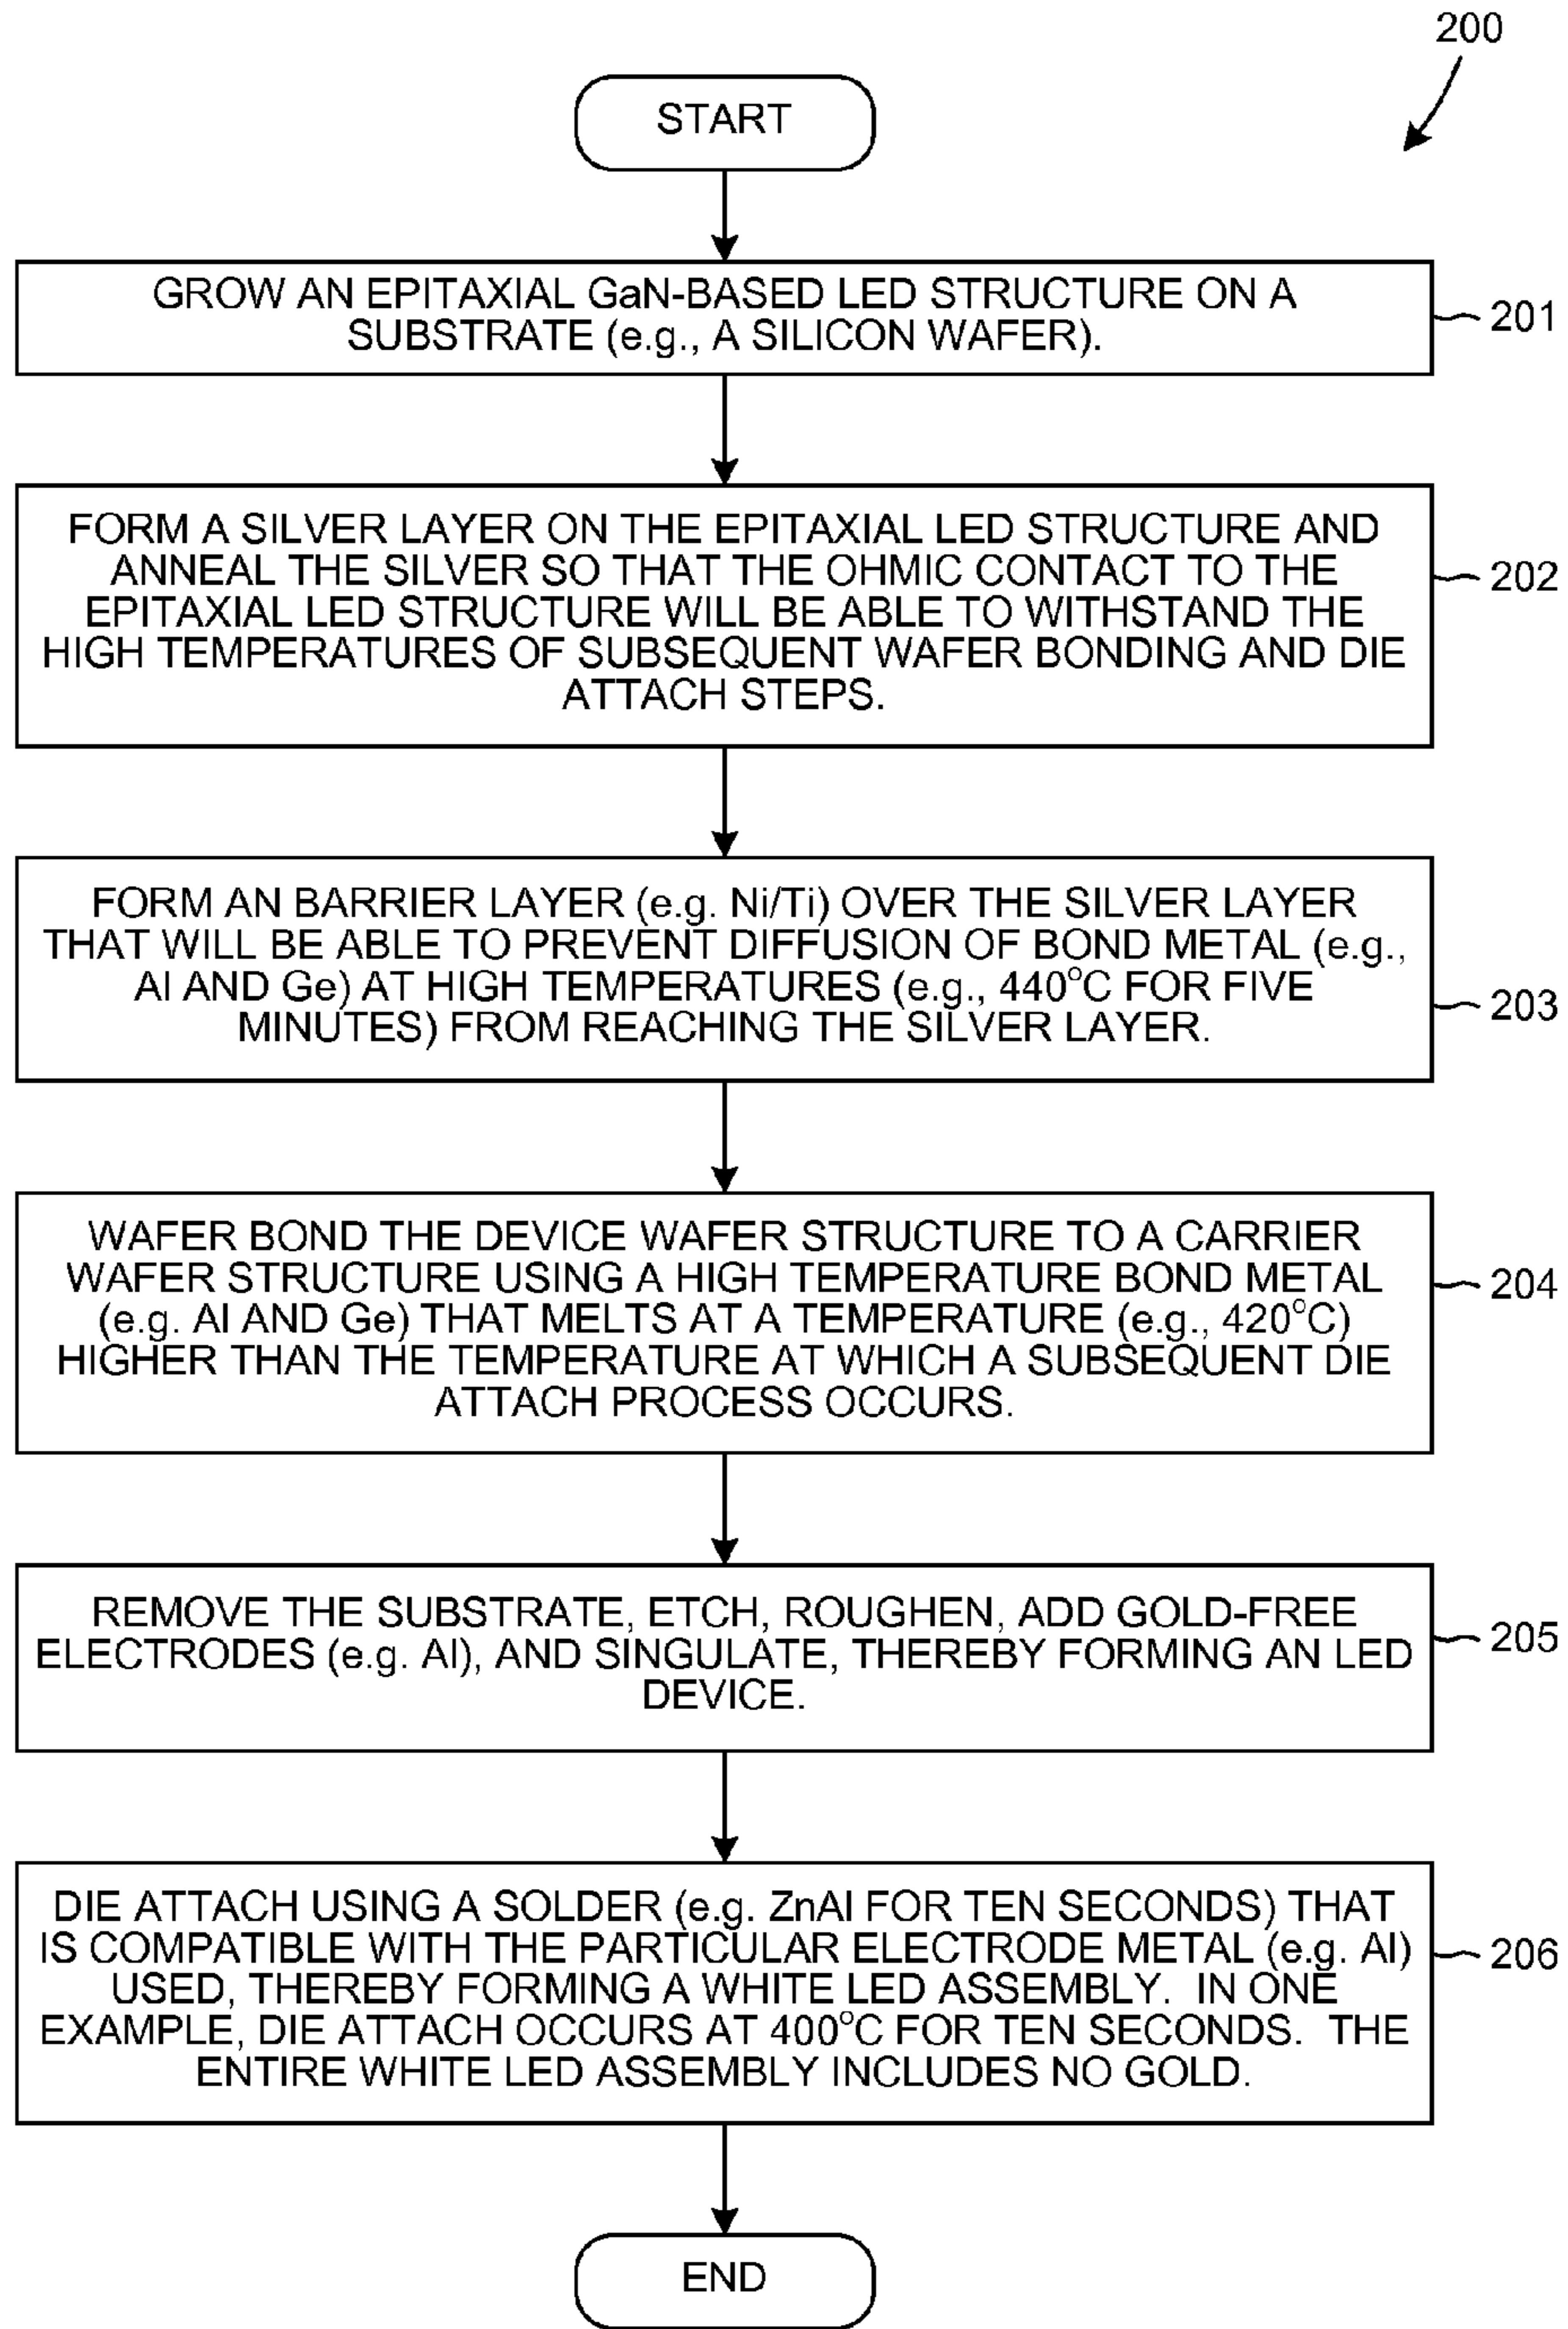 200
START
GROW AN EPITAXIAL GaN-BASED LED STRUCTURE ON A
SUBSTRATE (e.g., A SILICON WAFER).
201
FORM A SILVER LAYER ON THE EPITAXIAL LED STRUCTURE AND
ANNEAL THE SILVER SO THAT THE OHMIC CONTACT TO THE
EPITAXIAL LED STRUCTURE WILL BE ABLE TO WITHSTAND THE
HIGH TEMPERATURES OF SUBSEQUENT WAFER BONDING AND DIE
ATTACH STEPS.
202
FORM AN BARRIER LAYER (e.g. Ni/Ti) OVER THE SILVER LAYER
THAT WILL BE ABLE TO PREVENT DIFFUSION OF BOND METAL (e.g.,
Al AND Ge) AT HIGH TEMPERATURES (e.g., 440°C FOR FIVE
MINUTES) FROM REACHING THE SILVER LAYER.
203
WAFER BOND THE DEVICE WAFER STRUCTURE TO A CARRIER
WAFER STRUCTURE USING A HIGH TEMPERATURE BOND METAL
(e.g. Al AND Ge) THAT MELTS AT A TEMPERATURE (e.g., 420°C)
HIGHER THAN THE TEMPERATURE AT WHICH A SUBSEQUENT DIE
ATTACH PROCESS OCCURS.
204
REMOVE THE SUBSTRATE, ETCH, ROUGHEN, ADD GOLD-FREE
ELECTRODES (e.g. Al), AND SINGULATE, THEREBY FORMING AN LED
DEVICE.
205
DIE ATTACH USING A SOLDER (e.g. ZnAl FOR TEN SECONDS) THAT
IS COMPATIBLE WITH THE PARTICULAR ELECTRODE METAL (e.g. Al)
USED, THEREBY FORMING A WHITE LED ASSEMBLY. IN ONE
EXAMPLE, DIE ATTACH OCCURS AT 400°C FOR TEN SECONDS. THE
ENTIRE WHITE LED ASSEMBLY INCLUDES NO GOLD.
206
END